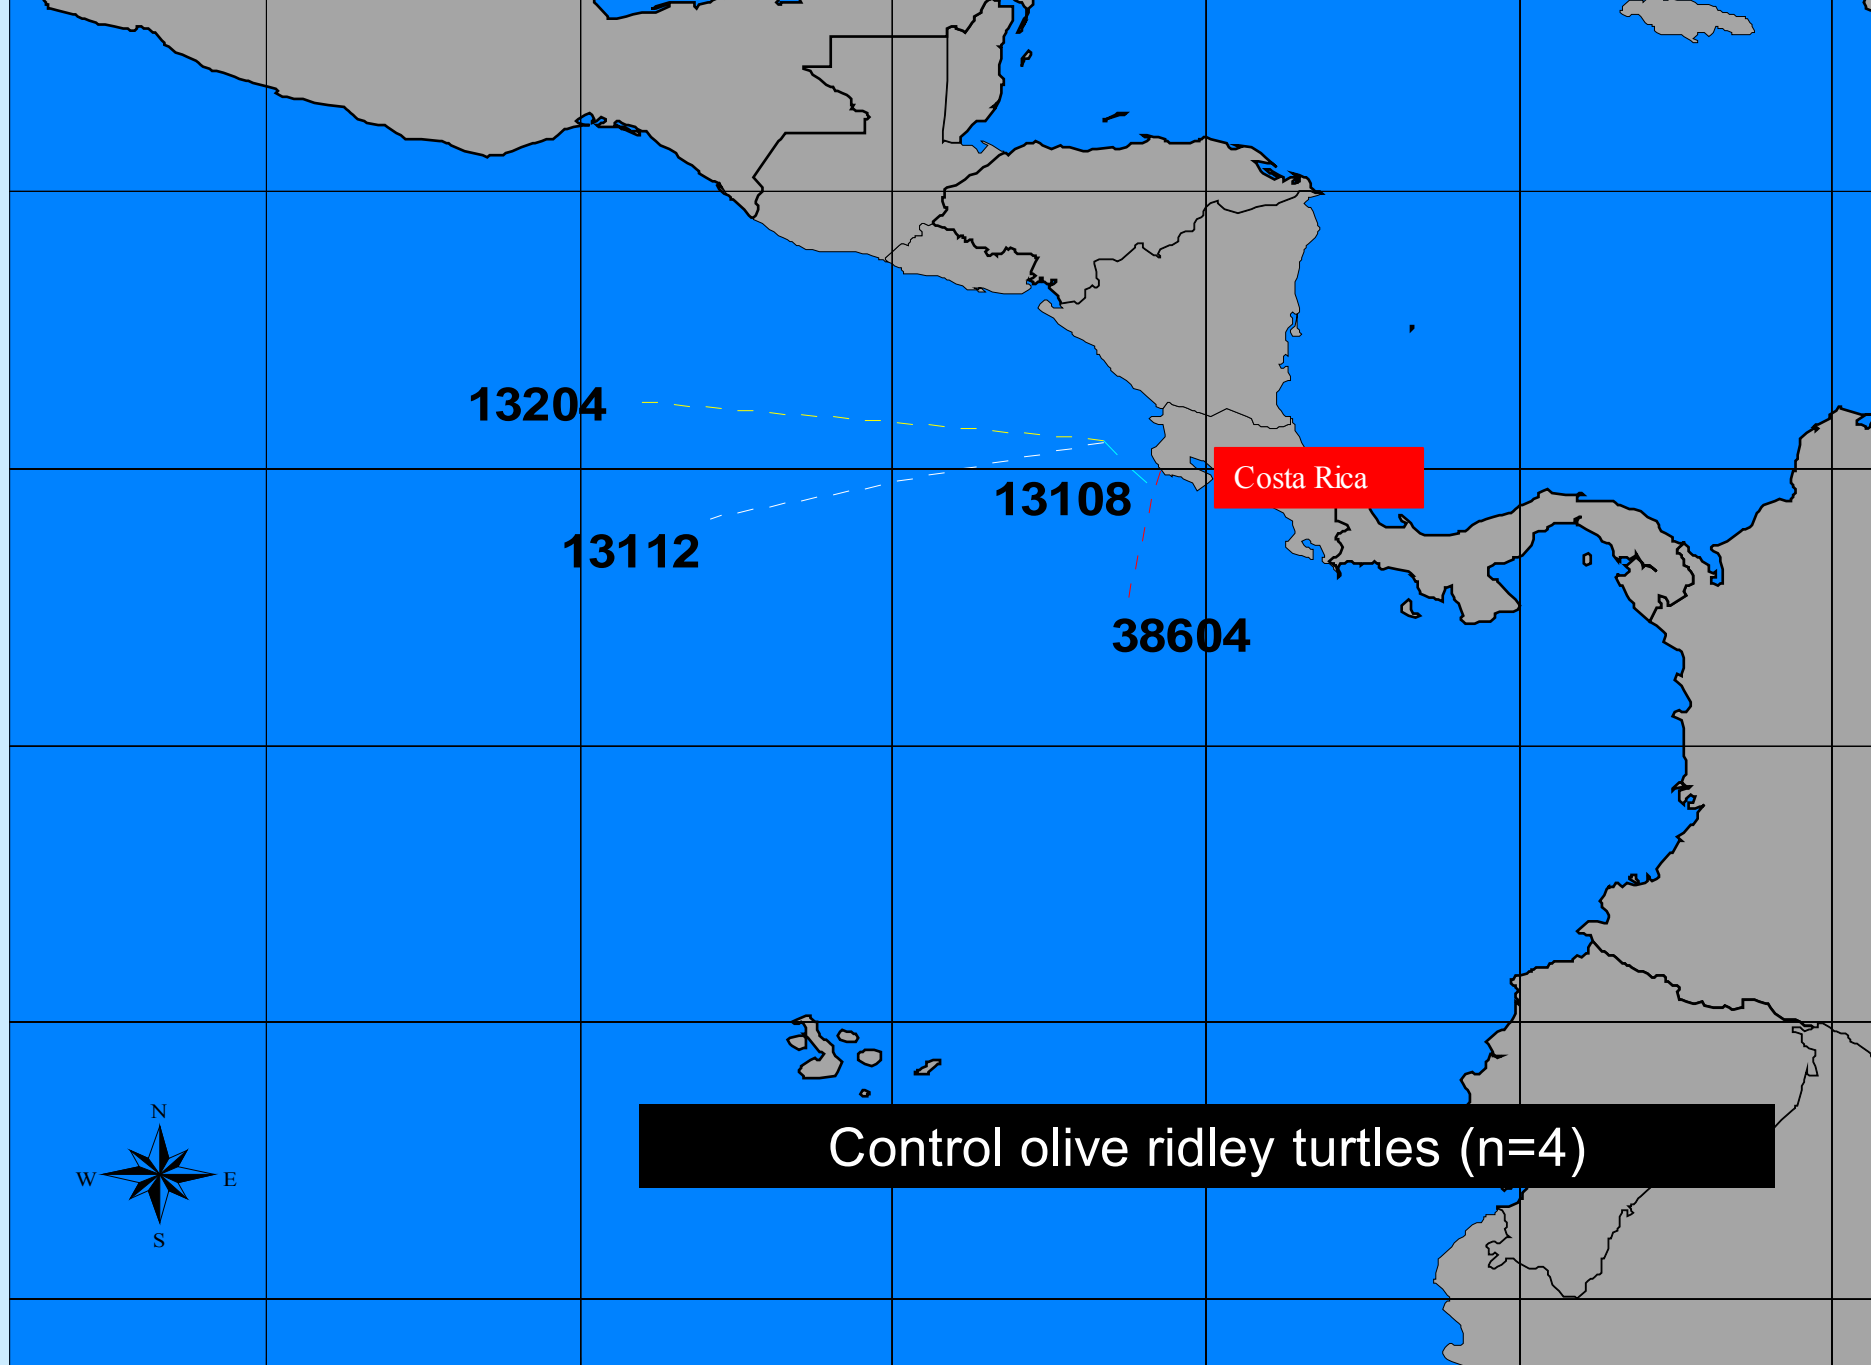 13204
Costa Rica
13108
13112
38604
N
W
E
S
Control olive ridley turtles (n=4)